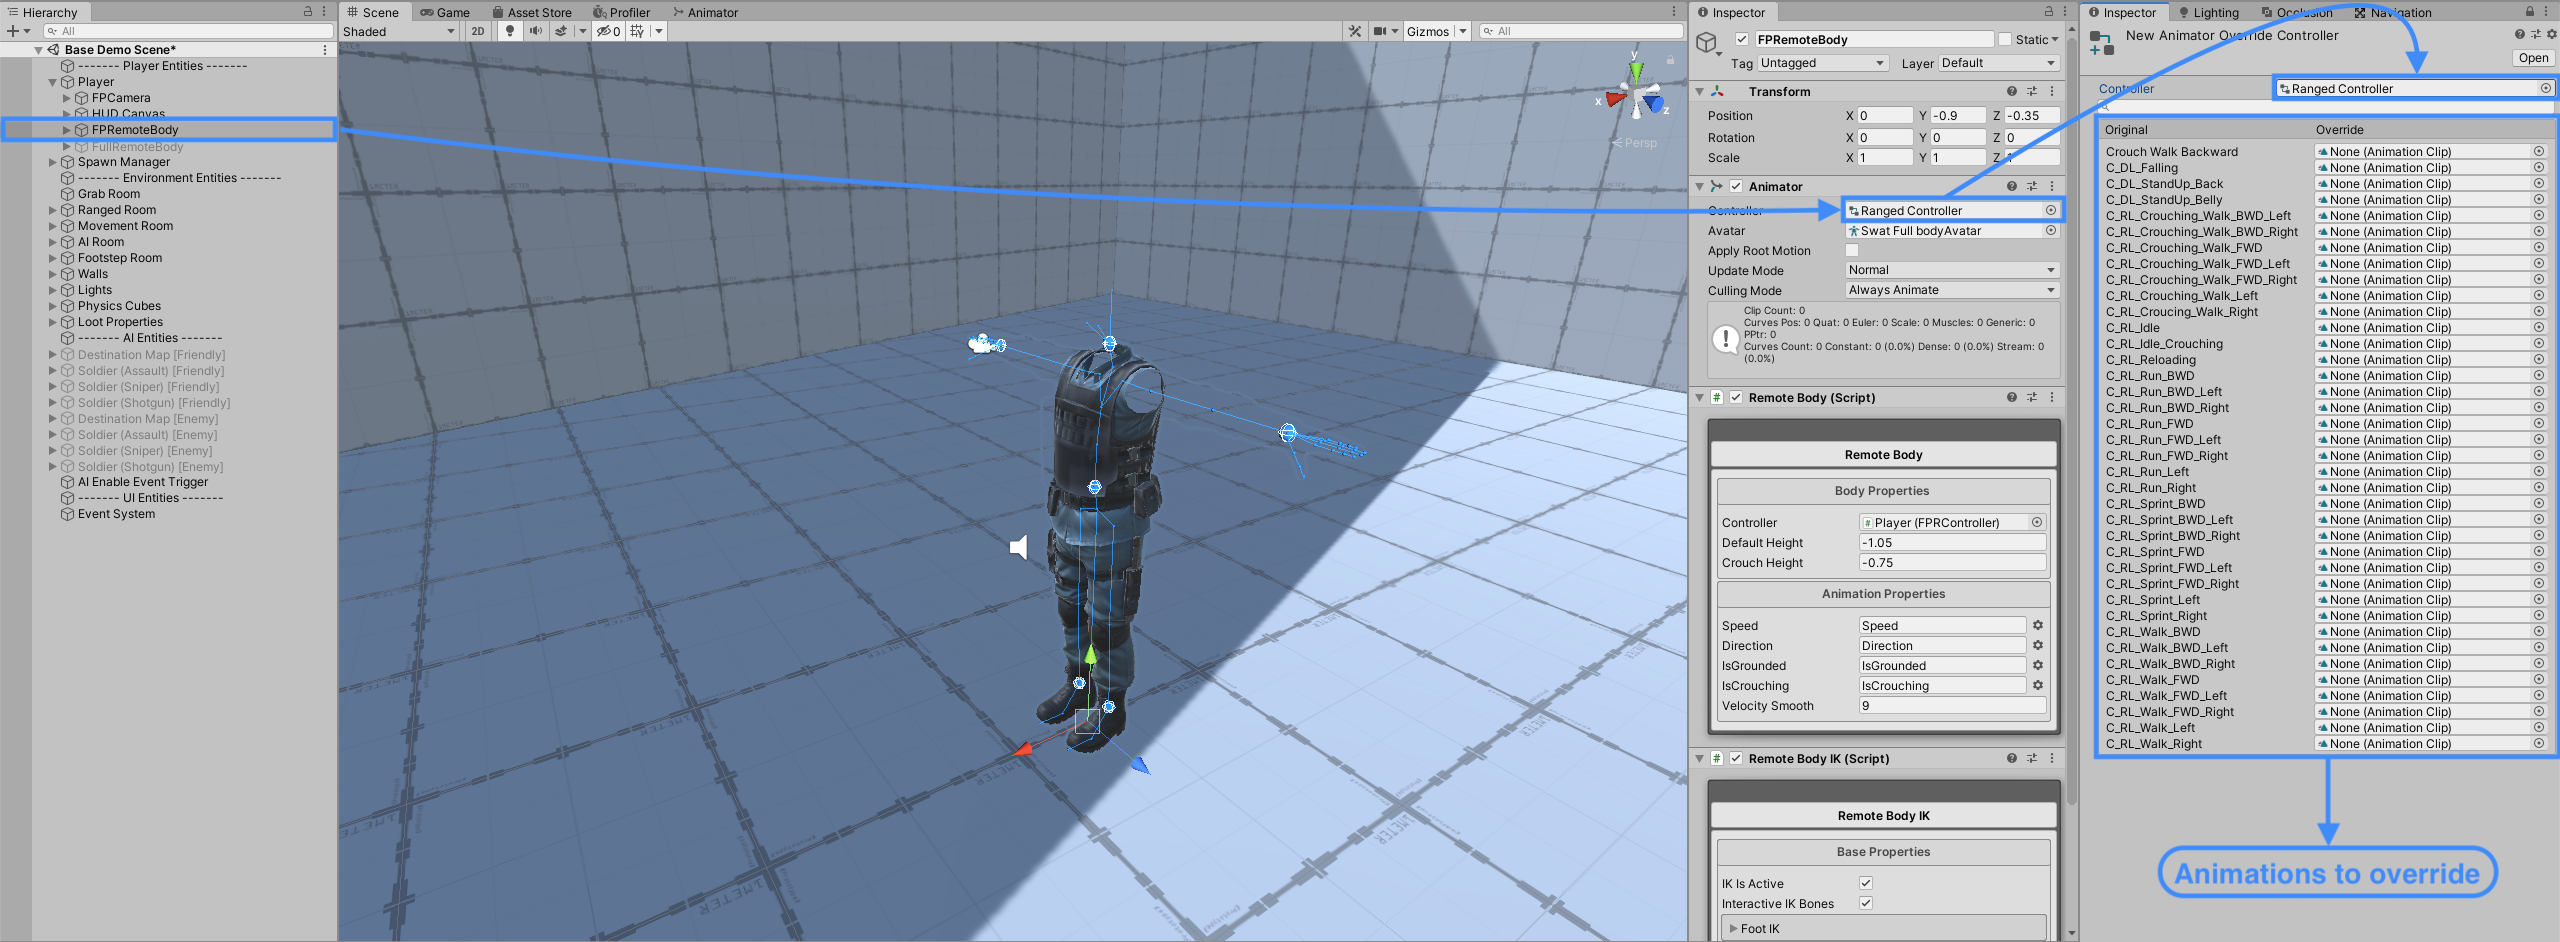 Hierarchy
All
Base Demo Scene*
------- Player Entities -------
Player
FPCamera
HUD Canvas
FPRemoteBody
FullRemoteBody
Spawn Manager
------- Environment Entities -------
Grab Room
Ranged Room
Movement Room
AI Room
Footstep Room
Walls
Lights
Physics Cubes
Loot Properties
------- AI Entities -------
Destination Map [Friendly]
Soldier (Assault) [Friendly]
Soldier (Sniper) [Friendly]
Soldier (Shotgun) [Friendly]
Destination Map [Enemy]
Soldier (Assault) [Enemy]
Soldier (Sniper) [Enemy]
Soldier (Shotgun) [Enemy]
AI Enable Event Trigger
------- UI Entities -------
Event System
Scene Game Asset Store Profiler Animator
Shaded 2D 0 Gizmos All
y
x
z
Persp
Inspector
FPRemoteBody Static
Tag Untagged Layer Default
Transform
Position X 0 Y -0.9 Z -0.35
Rotation X 0 Y 0 Z 0
Scale X 1 Y 1 Z 1
Animator
Controller Ranged Controller
Avatar Swat Full bodyAvatar
Apply Root Motion
Update Mode Normal
Culling Mode Always Animate
Clip Count: 0
Curves Pos: 0 Quat: 0 Euler: 0 Scale: 0 Muscles: 0 Generic: 0
PPtr: 0
Curves Count: 0 Constant: 0 (0.0%) Dense: 0 (0.0%) Stream: 0
(0.0%)
Remote Body (Script)
Remote Body
Body Properties
Controller Player (FPRController)
Default Height -1.05
Crouch Height -0.75
Animation Properties
Speed Speed
Direction Direction
IsGrounded IsGrounded
IsCrouching IsCrouching
Velocity Smooth 9
Remote Body IK (Script)
Remote Body IK
Base Properties
IK Is Active
Interactive IK Bones
Foot IK
Inspector Lighting Occlusion Navigation
New Animator Override Controller
Open
Controller Ranged Controller
Original Override
Crouch Walk Backward None (Animation Clip)
C_DL_Falling None (Animation Clip)
C_DL_StandUp_Back None (Animation Clip)
C_DL_StandUp_Belly None (Animation Clip)
C_RL_Crouching_Walk_BWD_Left None (Animation Clip)
C_RL_Crouching_Walk_BWD_Right None (Animation Clip)
C_RL_Crouching_Walk_FWD None (Animation Clip)
C_RL_Crouching_Walk_FWD_Left None (Animation Clip)
C_RL_Crouching_Walk_FWD_Right None (Animation Clip)
C_RL_Crouching_Walk_Left None (Animation Clip)
C_RL_Croucing_Walk_Right None (Animation Clip)
C_RL_Idle None (Animation Clip)
C_RL_Idle_Crouching None (Animation Clip)
C_RL_Reloading None (Animation Clip)
C_RL_Run_BWD None (Animation Clip)
C_RL_Run_BWD_Left None (Animation Clip)
C_RL_Run_BWD_Right None (Animation Clip)
C_RL_Run_FWD None (Animation Clip)
C_RL_Run_FWD_Left None (Animation Clip)
C_RL_Run_FWD_Right None (Animation Clip)
C_RL_Run_Left None (Animation Clip)
C_RL_Run_Right None (Animation Clip)
C_RL_Sprint_BWD None (Animation Clip)
C_RL_Sprint_BWD_Left None (Animation Clip)
C_RL_Sprint_BWD_Right None (Animation Clip)
C_RL_Sprint_FWD None (Animation Clip)
C_RL_Sprint_FWD_Left None (Animation Clip)
C_RL_Sprint_FWD_Right None (Animation Clip)
C_RL_Sprint_Left None (Animation Clip)
C_RL_Sprint_Right None (Animation Clip)
C_RL_Walk_BWD None (Animation Clip)
C_RL_Walk_BWD_Left None (Animation Clip)
C_RL_Walk_BWD_Right None (Animation Clip)
C_RL_Walk_FWD None (Animation Clip)
C_RL_Walk_FWD_Left None (Animation Clip)
C_RL_Walk_FWD_Right None (Animation Clip)
C_RL_Walk_Left None (Animation Clip)
C_RL_Walk_Right None (Animation Clip)
Animations to override